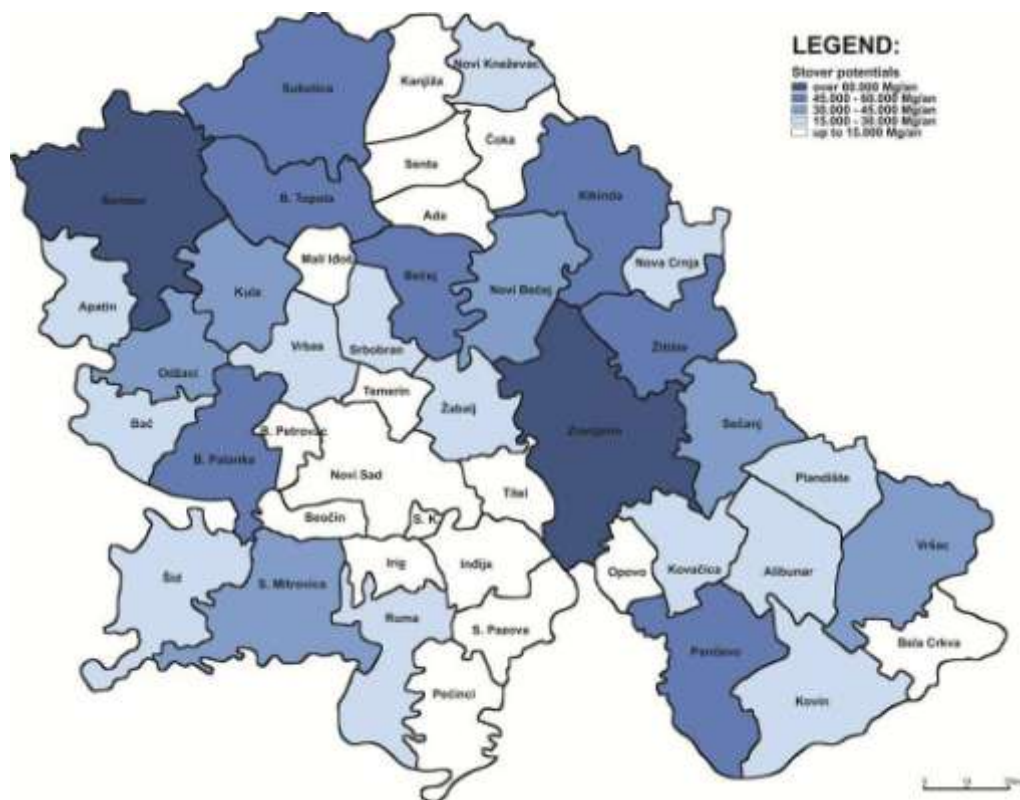 LEGEND:
Stover potentials
over 60.000 Mg/an
45.000 - 60.000 Mg/an
30.000 - 45.000 Mg/an
15.000 - 30.000 Mg/an
up to 15.000 Mg/an
Kanjiža
Novi Kneževac
Subotica
Čoka
Senta
B. Topola
Kikinda
Sombor
Ada
Mali Iđoš
Bečej
Nova Crnja
Kula
Novi Bečej
Apatin
Vrbas
Srbobran
Žitište
Odžaci
Temerin
Žabalj
Bač
Sečanj
Zrenjanin
B. Petrovac
B. Palanka
Novi Sad
Plandište
Titel
Beočin
S. K.
Vršac
Šid
S. Mitrovica
Irig
Inđija
Opovo
Kovačica
Alibunar
Ruma
S. Pazova
Bela Crkva
Pančevo
Pećinci
Kovin
0